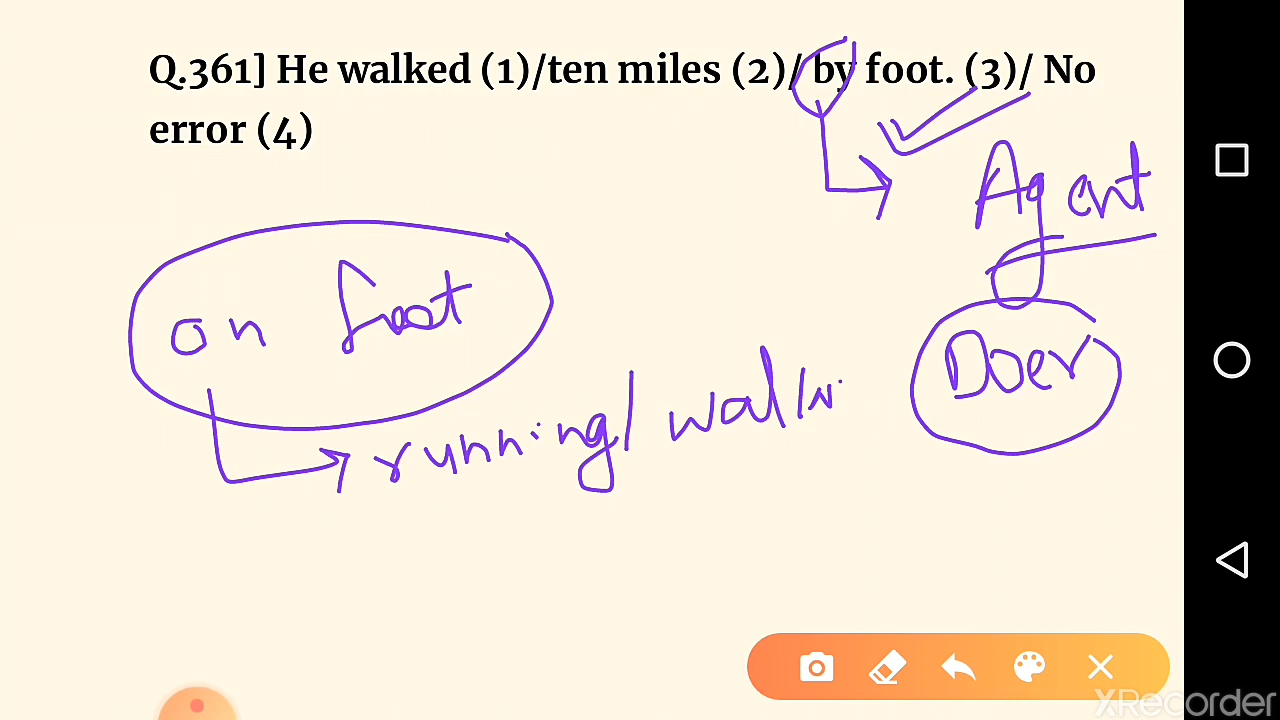 Q.361] He walked (1)/ten miles (2)/ by foot. (3)/ No
error (4)
Agent
on foot
Doer
running/
XRecorder